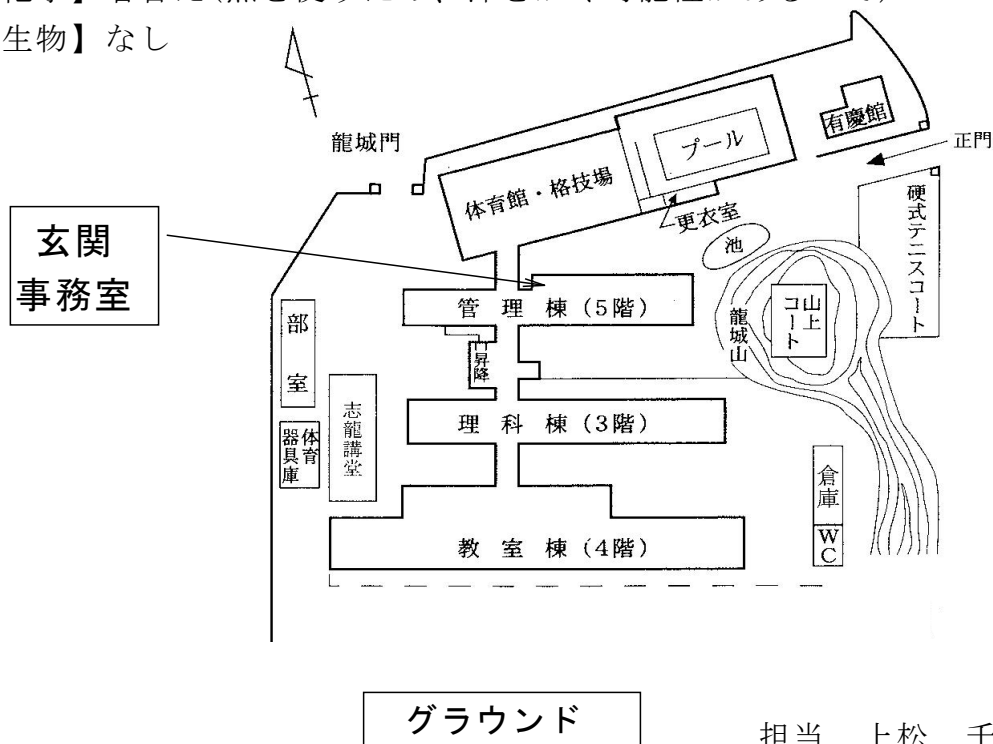 生物】なし
龍城門
有慶館
プール
正門
体育館・格技場
更衣室
硬式テニスコート
池
玄関
事務室
管理棟(5階)
山上
コート
龍城山
部室
昇降
志龍講堂
理科棟(3階)
体育
器具庫
倉庫
WC
教室棟(4階)
グラウンド
担当 上松 千